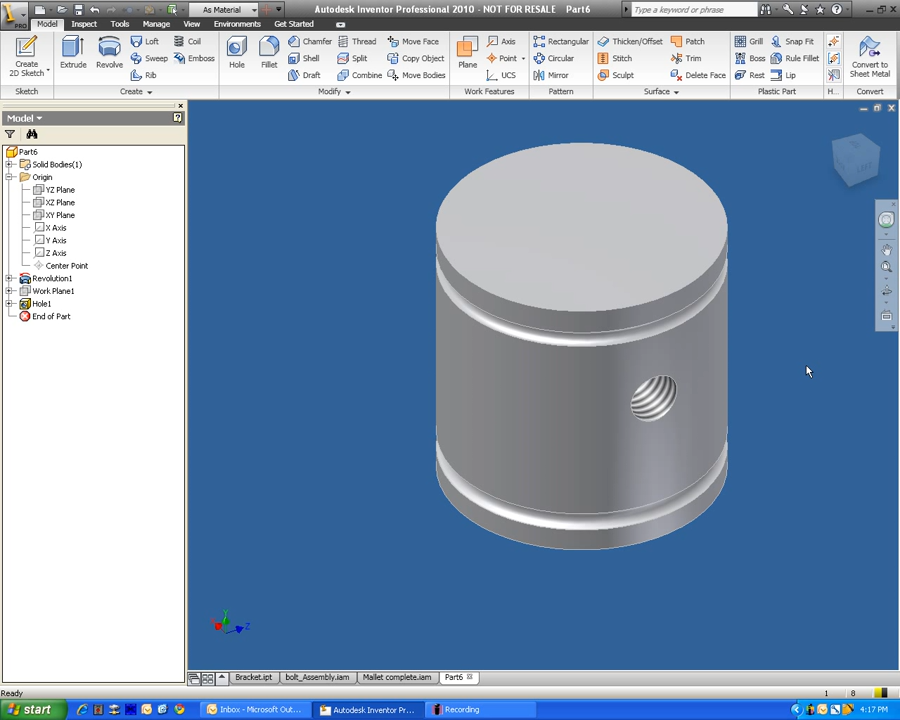 Autodesk Inventor Professional 2010 - NOT FOR RESALE Part6
As Material
Type a keyword or phrase
PRO
Model Inspect Tools Manage View Environments Get Started
Create 2D Sketch
Extrude
Revolve
Loft
Sweep
Rib
Coil
Emboss
Hole
Fillet
Chamfer
Shell
Draft
Thread
Split
Combine
Move Face
Copy Object
Move Bodies
Plane
Axis
Point
UCS
Rectangular
Circular
Mirror
Thicken/Offset
Stitch
Sculpt
Patch
Trim
Delete Face
Grill
Boss
Rest
Snap Fit
Rule Fillet
Lip
Convert to Sheet Metal
Sketch Create Modify Work Features Pattern Surface Plastic Part H... Convert
Model
Part6
Solid Bodies(1)
Origin
YZ Plane
XZ Plane
XY Plane
X Axis
Y Axis
Z Axis
Center Point
Revolution1
Work Plane1
Hole1
End of Part
Y
Z
Bracket.ipt bolt_Assembly.iam Mallet complete.iam Part6
Ready 1 8
start Inbox - Microsoft Out... Autodesk Inventor Pr... Recording 4:17 PM